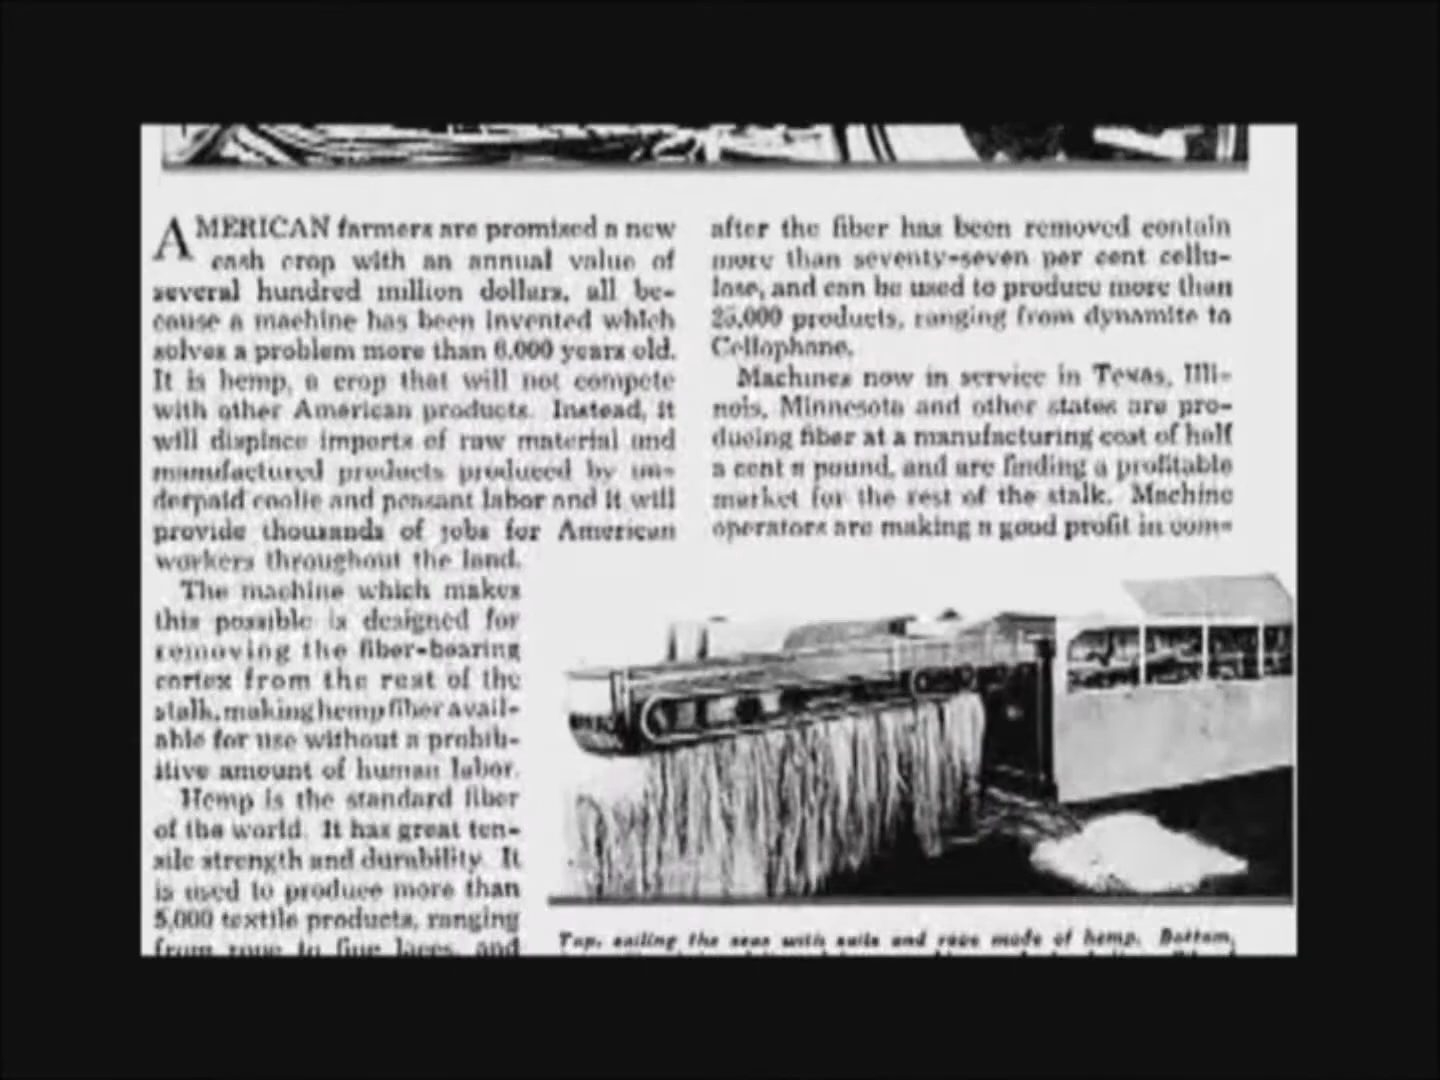 AMERICAN farmers are promised a new
cash crop with an annual value of
several hundred million dollars, all be-
cause a machine has been invented which
solves a problem more than 6,000 years old.
It is hemp, a crop that will not compete
with other American products. Instead, it
will displace imports of raw material and
manufactured products produced by un-
derpaid coolie and peasant labor and it will
provide thousands of jobs for American
workers throughout the land.
The machine which makes
this possible is designed for
removing the fiber-bearing
cortex from the rest of the
stalk, making hemp fiber avail-
able for use without a prohib-
itive amount of human labor.
Hemp is the standard fiber
of the world. It has great ten-
sile strength and durability. It
is used to produce more than
5,000 textile products, ranging
from rope to fine laces, and
after the fiber has been removed contain
more than seventy-seven per cent cellu-
lose, and can be used to produce more than
25,000 products, ranging from dynamite to
Cellophane.
Machines now in service in Texas, Illi-
nois, Minnesota and other states are pro-
ducing fiber at a manufacturing cost of half
a cent a pound, and are finding a profitable
market for the rest of the stalk. Machine
operators are making a good profit in com-
Top, sailing the seas with sails and rope made of hemp. Bottom,